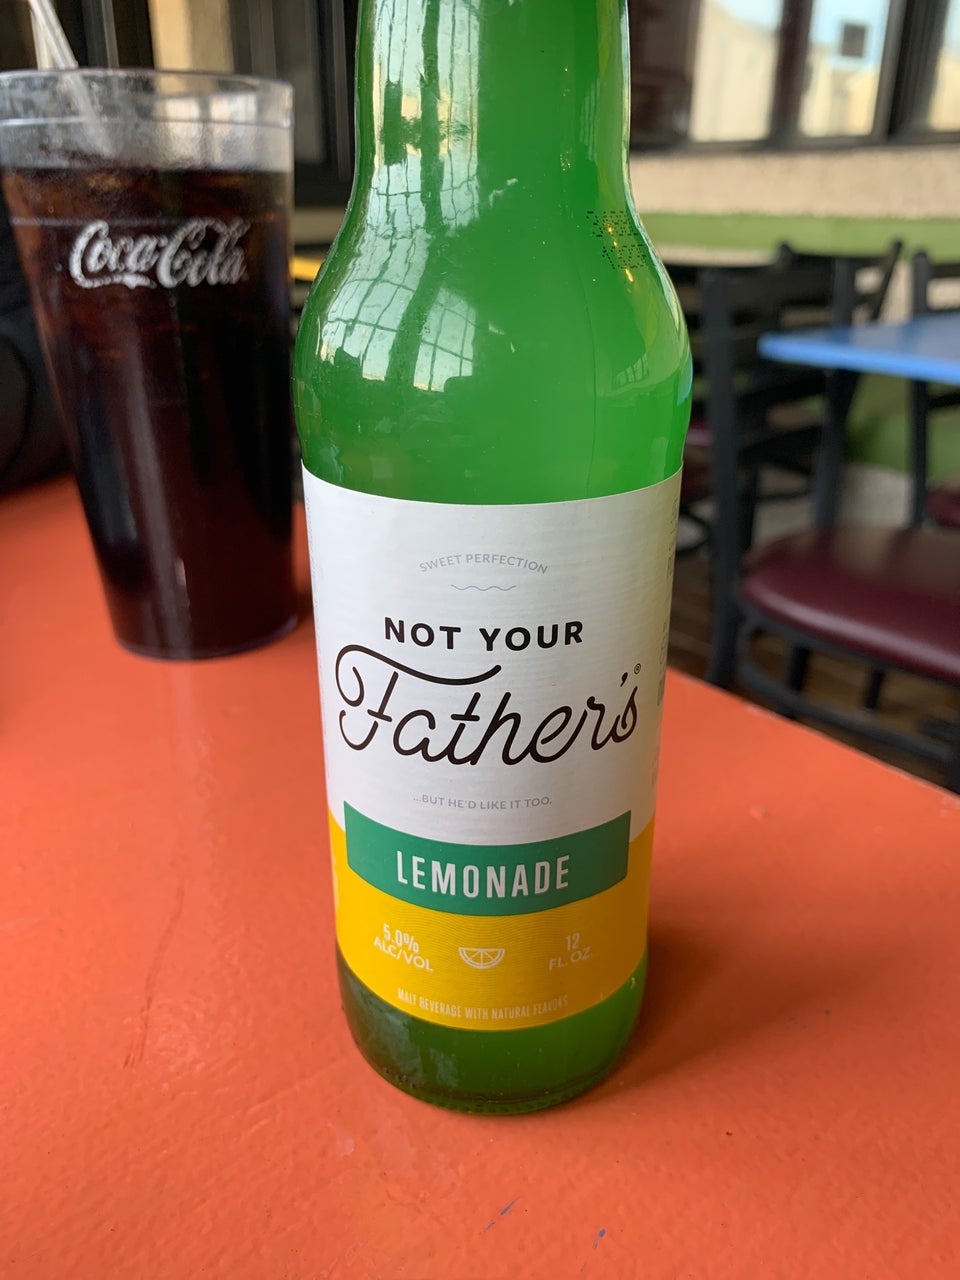 Coca-Cola
SWEET PERFECTION
NOT YOUR
Father's®
...BUT HE'D LIKE IT TOO.
LEMONADE
5.0%
ALC/VOL
12
FL. OZ.
MALT BEVERAGE WITH NATURAL FLAVORS